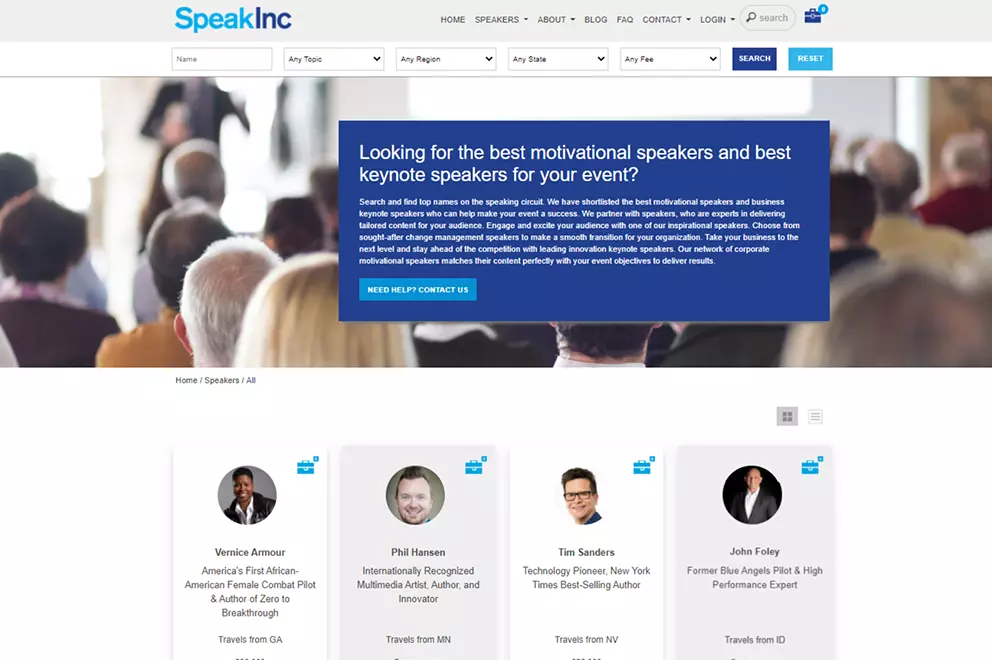 SpeakInc
HOME SPEAKERS ABOUT BLOG FAQ CONTACT LOGIN search 0
Name Any Topic Any Region Any State Any Fee SEARCH RESET
Looking for the best motivational speakers and best
keynote speakers for your event?
Search and find top names on the speaking circuit. We have shortlisted the best motivational speakers and business
keynote speakers who can help make your event a success. We partner with speakers, who are experts in delivering
tailored content for your audience. Engage and excite your audience with one of our inspirational speakers. Choose from
sought-after change management speakers to make a smooth transition for your organization. Take your business to the
next level and stay ahead of the competition with leading innovation keynote speakers. Our network of corporate
motivational speakers matches their content perfectly with your event objectives to deliver results.
NEED HELP? CONTACT US
Home / Speakers / All
Vernice Armour
America's First African-
American Female Combat Pilot
& Author of Zero to
Breakthrough
Travels from GA
Phil Hansen
Internationally Recognized
Multimedia Artist, Author, and
Innovator
Travels from MN
Tim Sanders
Technology Pioneer, New York
Times Best-Selling Author
Travels from NV
John Foley
Former Blue Angels Pilot & High
Performance Expert
Travels from ID